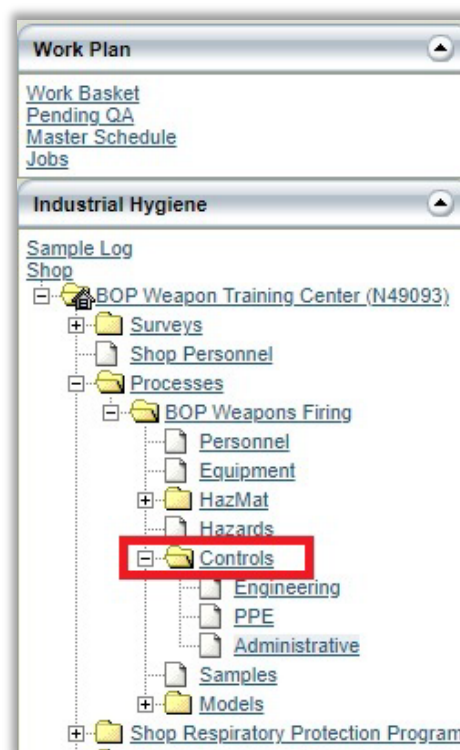 Work Plan
Work Basket
Pending QA
Master Schedule
Jobs
Industrial Hygiene
Sample Log
Shop
BOP Weapon Training Center (N49093)
Surveys
Shop Personnel
Processes
BOP Weapons Firing
Personnel
Equipment
HazMat
Hazards
Controls
Engineering
PPE
Administrative
Samples
Models
Shop Respiratory Protection Program